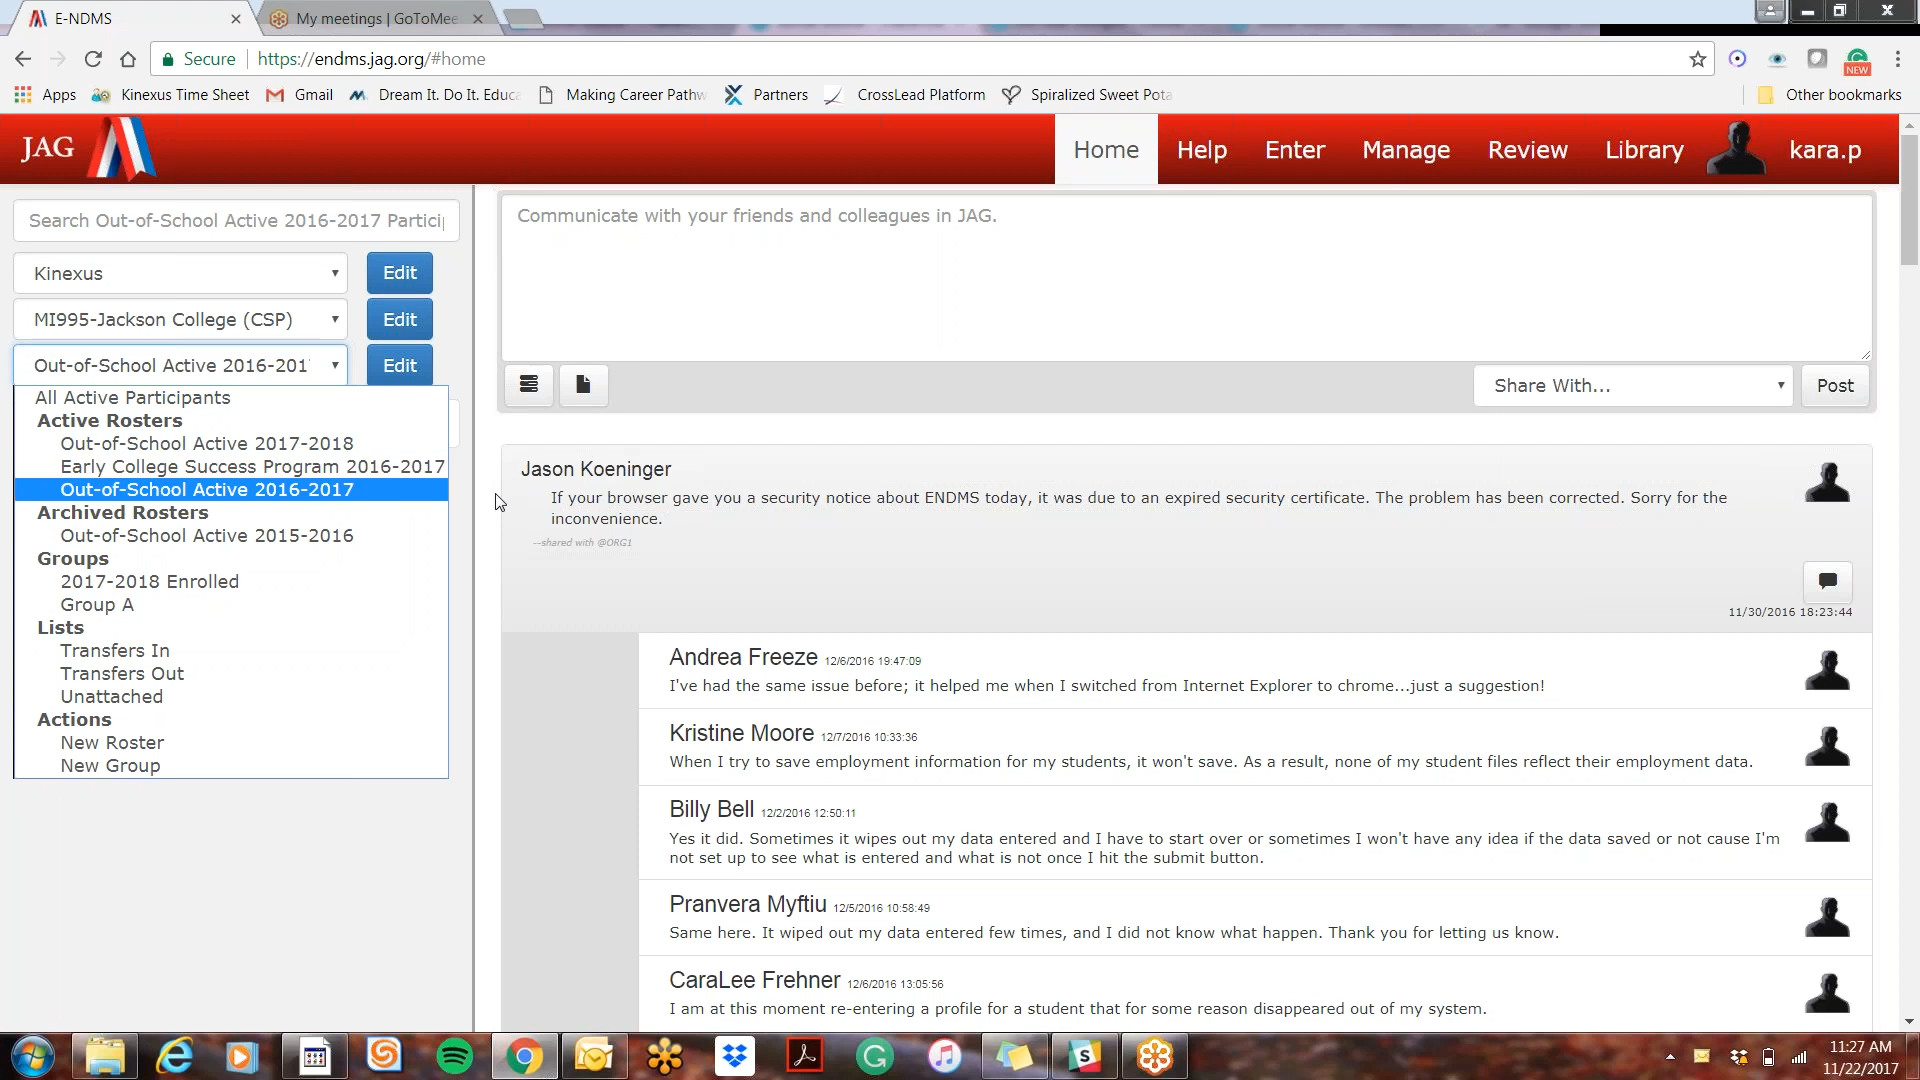 E-NDMS
My meetings | GoToMee
Secure
https://endms.jag.org/#home
NEW
Apps
Kinexus Time Sheet
Gmail
Dream It. Do It. Educa
Making Career Pathw
Partners
CrossLead Platform
Spiralized Sweet Pota
Other bookmarks
JAG
Home
Help
Enter
Manage
Review
Library
kara.p
Search Out-of-School Active 2016-2017 Partici
Kinexus
Edit
MI995-Jackson College (CSP)
Edit
Out-of-School Active 2016-201
Edit
All Active Participants
Active Rosters
Out-of-School Active 2017-2018
Early College Success Program 2016-2017
Out-of-School Active 2016-2017
Archived Rosters
Out-of-School Active 2015-2016
Groups
2017-2018 Enrolled
Group A
Lists
Transfers In
Transfers Out
Unattached
Actions
New Roster
New Group
Communicate with your friends and colleagues in JAG.
Share With...
Post
Jason Koeninger
If your browser gave you a security notice about ENDMS today, it was due to an expired security certificate. The problem has been corrected. Sorry for the
inconvenience.
--shared with @ORG1
11/30/2016 18:23:44
Andrea Freeze 12/6/2016 19:47:09
I've had the same issue before; it helped me when I switched from Internet Explorer to chrome...just a suggestion!
Kristine Moore 12/7/2016 10:33:36
When I try to save employment information for my students, it won't save. As a result, none of my student files reflect their employment data.
Billy Bell 12/2/2016 12:50:11
Yes it did. Sometimes it wipes out my data entered and I have to start over or sometimes I won't have any idea if the data saved or not cause I'm
not set up to see what is entered and what is not once I hit the submit button.
Pranvera Myftiu 12/5/2016 10:58:49
Same here. It wiped out my data entered few times, and I did not know what happen. Thank you for letting us know.
CaraLee Frehner 12/6/2016 13:05:56
I am at this moment re-entering a profile for a student that for some reason disappeared out of my system.
11:27 AM
11/22/2017